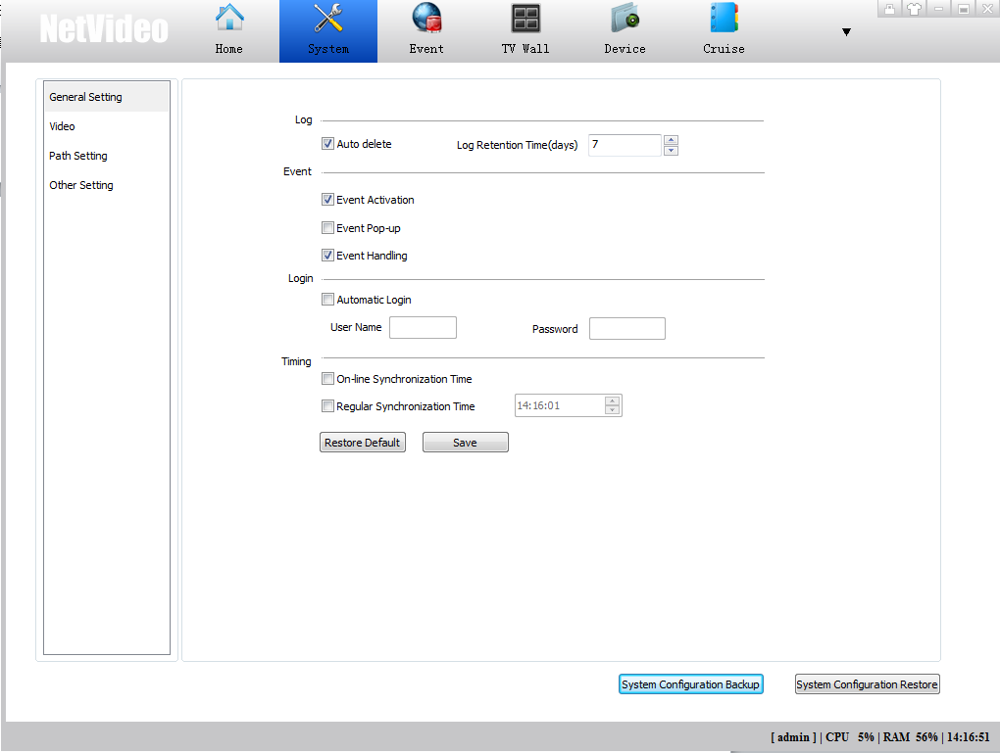 NetVideo
Home System Event TV Wall Device Cruise
General Setting
Video
Path Setting
Other Setting
Log
Auto delete Log Retention Time(days) 7
Event
Event Activation
Event Pop-up
Event Handling
Login
Automatic Login
User Name Password
Timing
On-line Synchronization Time
Regular Synchronization Time 14:16:01
Restore Default Save
System Configuration Backup System Configuration Restore
[ admin ] | CPU 5% | RAM 56% | 14:16:51